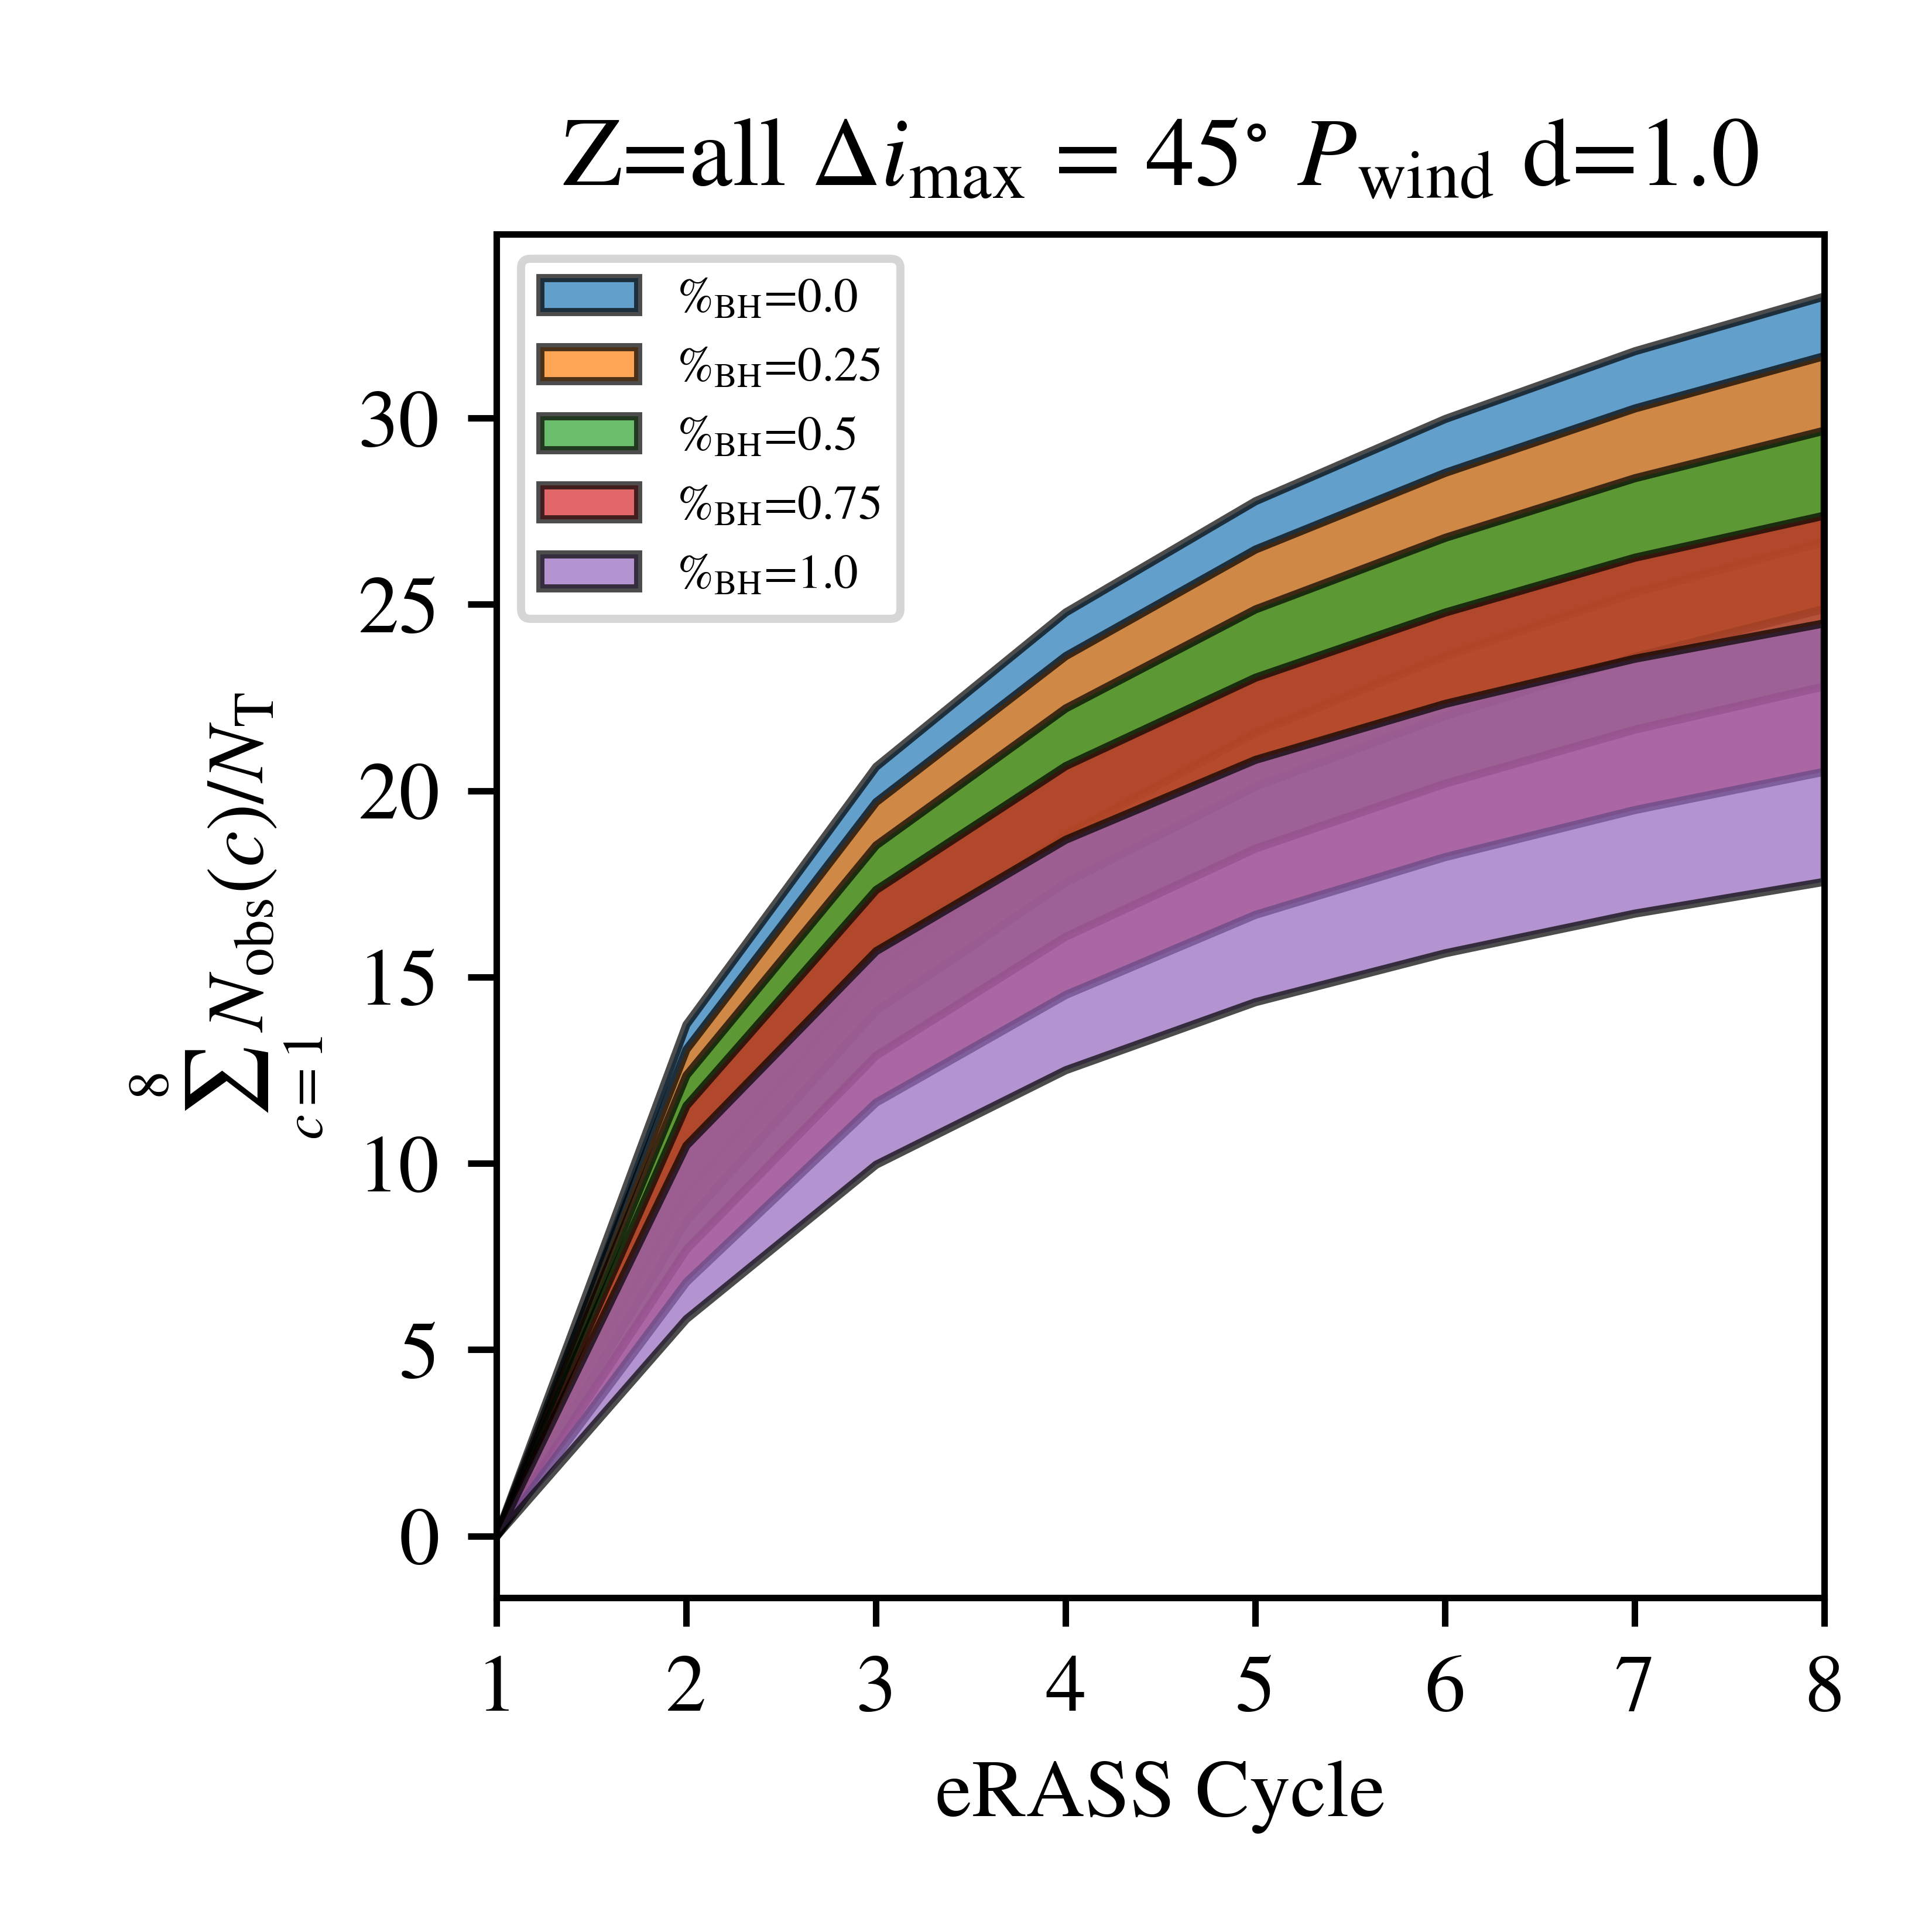 Z=all Δi_max = 45° P_wind d=1.0
%_BH=0.0
%_BH=0.25
%_BH=0.5
%_BH=0.75
%_BH=1.0
30
25
20
15
10
5
0
∑_{c=1}^{8} N_obs(c)/N_T
1 2 3 4 5 6 7 8
eRASS Cycle